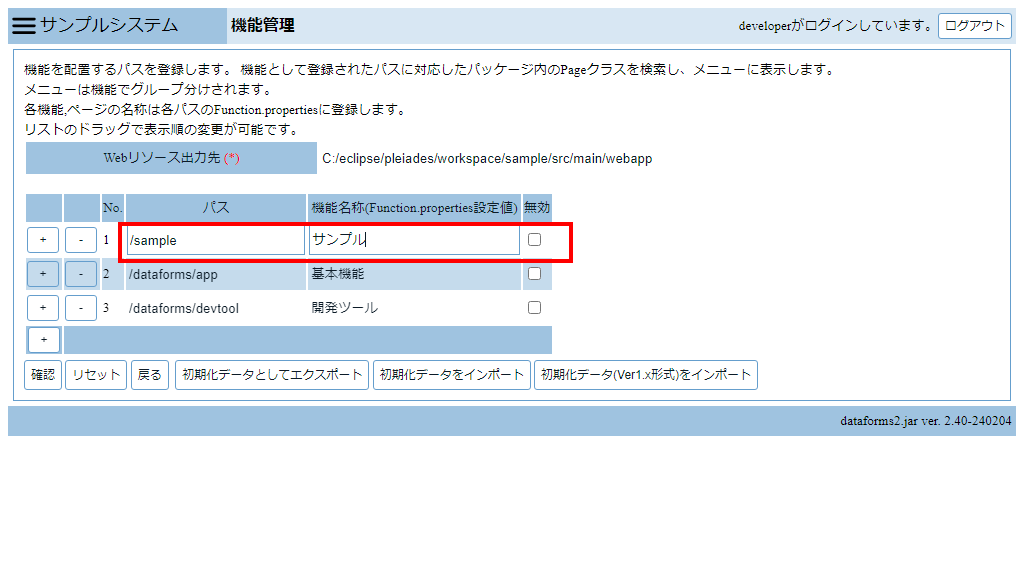 サンプルシステム 機能管理 developerがログインしています。 ログアウト
機能を配置するパスを登録します。 機能として登録されたパスに対応したパッケージ内のPageクラスを検索し、メニューに表示します。
メニューは機能でグループ分けされます。
各機能,ページの名称は各パスのFunction.propertiesに登録します。
リストのドラッグで表示順の変更が可能です。
Webリソース出力先 (*) C:/eclipse/pleiades/workspace/sample/src/main/webapp
No. パス 機能名称(Function.properties設定値) 無効
+ - 1 /sample サンプル
+ - 2 /dataforms/app 基本機能
+ - 3 /dataforms/devtool 開発ツール
+
確認 リセット 戻る 初期化データとしてエクスポート 初期化データをインポート 初期化データ(Ver1.x形式)をインポート
dataforms2.jar ver. 2.40-240204